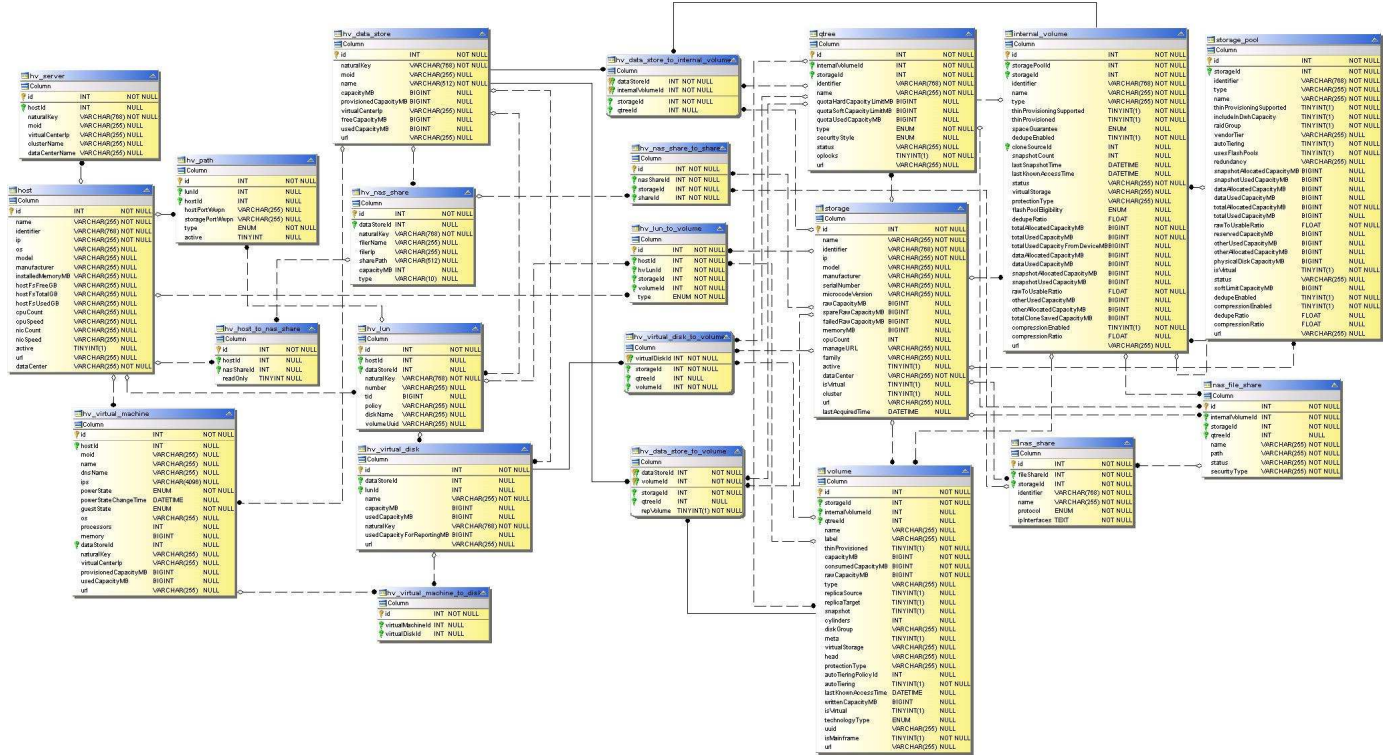 hv_server
Column
id INT NOT NULL
hostId INT NULL
naturalKey VARCHAR(768) NOT NULL
moid VARCHAR(255) NULL
virtualCenterIp VARCHAR(255) NULL
clusterName VARCHAR(255) NULL
dataCenterName VARCHAR(255) NULL
host
Column
id INT NOT NULL
name VARCHAR(255) NOT NULL
identifier VARCHAR(768) NOT NULL
ip VARCHAR(255) NOT NULL
os VARCHAR(255) NULL
model VARCHAR(255) NULL
manufacturer VARCHAR(255) NULL
installedMemoryMB
hostFsFreeGB
hostFsTotalGB
hostFsUsedGB
cpuCount
cpuSpeed
nicCount
nicSpeed
active TINYINT(1) NULL
url VARCHAR(255) NULL
dataCenter VARCHAR(255) NOT NULL
hv_virtual_machine
Column
id INT NOT NULL
hostId INT NULL
moid VARCHAR(255) NULL
name VARCHAR(255) NULL
dnsName VARCHAR(255) NULL
ips VARCHAR(4096) NULL
powerState ENUM NOT NULL
powerStateChangeTime DATETIME NULL
guestState ENUM NOT NULL
os VARCHAR(255) NULL
processors INT NULL
memory BIGINT NULL
dataStoreId INT NULL
naturalKey VARCHAR(255) NULL
virtualCenterIp VARCHAR(255) NULL
provisionedCapacityMB BIGINT NULL
usedCapacityMB BIGINT NULL
url VARCHAR(255) NULL
hv_path
Column
id INT NOT NULL
lunId INT NULL
hostId INT NULL
hostPortWwpn VARCHAR(255) NULL
storagePortWwpn VARCHAR(255) NULL
type ENUM NOT NULL
active TINYINT NULL
hv_host_to_nas_share
Column
id INT NOT NULL
hostId INT NULL
nasShareId INT NULL
readOnly TINYINT NULL
hv_data_store
Column
id INT NOT NULL
naturalKey VARCHAR(768) NOT NULL
moid VARCHAR(255) NULL
name VARCHAR(512) NOT NULL
capacityMB BIGINT NULL
provisionedCapacityMB BIGINT NULL
virtualCenterIp VARCHAR(255) NULL
freeCapacityMB BIGINT NULL
usedCapacityMB BIGINT NULL
url VARCHAR(255) NULL
hv_nas_share
Column
id INT NOT NULL
dataStoreId INT NULL
naturalKey VARCHAR(768) NOT NULL
filerName VARCHAR(255) NULL
filerIp VARCHAR(255) NULL
sharePath VARCHAR(512) NULL
capacityMB INT NULL
type VARCHAR(10) NULL
hv_lun
Column
id INT NOT NULL
hostId INT NULL
dataStoreId INT NULL
naturalKey VARCHAR(768) NOT NULL
number VARCHAR(255) NULL
tid BIGINT NULL
policy VARCHAR(255) NULL
diskName VARCHAR(255) NULL
volumeUuid VARCHAR(255) NULL
hv_virtual_disk
Column
id INT NOT NULL
dataStoreId INT NULL
lunId INT NULL
name VARCHAR(255) NOT NULL
capacityMB BIGINT NULL
usedCapacityMB BIGINT NULL
naturalKey VARCHAR(768) NOT NULL
usedCapacityForReportingMB BIGINT NULL
url VARCHAR(255) NULL
hv_virtual_machine_to_disk
Column
id INT NOT NULL
virtualMachineId INT NULL
virtualDiskId INT NULL
hv_data_store_to_internal_volume
Column
dataStoreId INT NOT NULL
internalVolumeId INT NOT NULL
storageId INT NOT NULL
qtreeId INT NULL
hv_nas_share_to_share
Column
id INT NOT NULL
nasShareId INT NOT NULL
storageId INT NOT NULL
shareId INT NOT NULL
hv_lun_to_volume
Column
id INT NOT NULL
hostId INT NOT NULL
hvLunId INT NOT NULL
storageId INT NOT NULL
volumeId INT NOT NULL
type ENUM NOT NULL
hv_virtual_disk_to_volume
Column
virtualDiskId INT NOT NULL
storageId INT NOT NULL
qtreeId INT NULL
volumeId INT NULL
hv_data_store_to_volume
Column
dataStoreId INT NOT NULL
volumeId INT NOT NULL
storageId INT NOT NULL
qtreeId INT NULL
repVolume TINYINT(1) NOT NULL
qtree
Column
id INT NOT NULL
internalVolumeId INT NOT NULL
storageId INT NOT NULL
identifier VARCHAR(768) NOT NULL
name VARCHAR(255) NOT NULL
quotaHardCapacityLimitMB BIGINT NULL
quotaSoftCapacityLimitMB BIGINT NULL
quotaUsedCapacityMB BIGINT NULL
type ENUM NOT NULL
securityStyle ENUM NULL
status VARCHAR(255) NULL
oplocks TINYINT(1) NOT NULL
url VARCHAR(255) NULL
storage
Column
id INT NOT NULL
name VARCHAR(255) NOT NULL
identifier VARCHAR(768) NOT NULL
ip VARCHAR(255) NOT NULL
model VARCHAR(255) NULL
manufacturer VARCHAR(255) NULL
serialNumber VARCHAR(255) NULL
microcodeVersion VARCHAR(255) NULL
rawCapacityMB BIGINT NULL
spareRawCapacityMB BIGINT NULL
failedRawCapacityMB BIGINT NULL
memoryMB BIGINT NULL
cpuCount INT NULL
manageURL VARCHAR(255) NULL
family VARCHAR(255) NULL
active TINYINT(1) NULL
dataCenter VARCHAR(255) NOT NULL
isVirtual TINYINT(1) NULL
cluster TINYINT(1) NULL
url VARCHAR(255) NULL
lastAcquiredTime DATETIME NULL
volume
Column
id INT NOT NULL
storageId INT NOT NULL
internalVolumeId INT NULL
qtreeId INT NULL
name VARCHAR(255) NULL
label VARCHAR(255) NULL
thinProvisioned TINYINT(1) NOT NULL
capacityMB BIGINT NOT NULL
consumedCapacityMB BIGINT NOT NULL
rawCapacityMB BIGINT NOT NULL
type VARCHAR(255) NULL
replicaSource TINYINT(1) NULL
replicaTarget TINYINT(1) NULL
snapshot TINYINT(1) NULL
cylinders INT NULL
diskGroup VARCHAR(255) NULL
meta TINYINT(1) NULL
virtualStorage VARCHAR(255) NULL
head VARCHAR(255) NULL
protectionType VARCHAR(255) NULL
autoTieringPolicyId INT NULL
autoTiering TINYINT(1) NOT NULL
lastKnownAccessTime DATETIME NULL
writtenCapacityMB BIGINT NULL
isVirtual TINYINT(1) NULL
technologyType ENUM NULL
uuid VARCHAR(255) NULL
isMainframe TINYINT(1) NOT NULL
url VARCHAR(255) NULL
internal_volume
Column
id INT NOT NULL
storagePoolId INT NOT NULL
storageId INT NOT NULL
identifier VARCHAR(768) NOT NULL
name VARCHAR(255) NOT NULL
type VARCHAR(255) NOT NULL
thinProvisioningSupported TINYINT(1) NOT NULL
thinProvisioned TINYINT(1) NOT NULL
spaceGuarantee ENUM NULL
dedupeEnabled TINYINT(1) NOT NULL
cloneSourceId INT NULL
snapshotCount INT NULL
lastSnapshotTime DATETIME NULL
lastKnownAccessTime DATETIME NULL
status VARCHAR(255) NOT NULL
virtualStorage VARCHAR(255) NULL
protectionType VARCHAR(255) NULL
flashPoolEligibility ENUM NULL
dedupeRatio FLOAT NULL
totalAllocatedCapacityMB BIGINT NOT NULL
totalUsedCapacityMB BIGINT NOT NULL
totalUsedCapacityFromDeviceMB BIGINT NULL
dataAllocatedCapacityMB BIGINT NULL
dataUsedCapacityMB BIGINT NULL
snapshotAllocatedCapacityMB BIGINT NULL
snapshotUsedCapacityMB BIGINT NULL
rawToUsableRatio FLOAT NOT NULL
otherUsedCapacityMB BIGINT NULL
otherAllocatedCapacityMB BIGINT NULL
totalCloneSavedCapacityMB BIGINT NULL
compressionEnabled TINYINT(1) NOT NULL
compressionRatio FLOAT NULL
url VARCHAR(255) NULL
nas_share
Column
id INT NOT NULL
fileShareId INT NOT NULL
storageId INT NOT NULL
identifier VARCHAR(768) NOT NULL
name VARCHAR(255) NOT NULL
protocol ENUM NOT NULL
ipInterfaces TEXT NOT NULL
storage_pool
Column
id INT NOT NULL
storageId INT NOT NULL
identifier VARCHAR(768) NOT NULL
type VARCHAR(255) NOT NULL
name VARCHAR(255) NOT NULL
thinProvisioningSupported TINYINT(1) NOT NULL
includeInDwhCapacity TINYINT(1) NOT NULL
raidGroup TINYINT(1) NOT NULL
vendorTier VARCHAR(255) NULL
autoTiering TINYINT(1) NOT NULL
usesFlashPools TINYINT(1) NOT NULL
redundancy VARCHAR(255) NULL
snapshotAllocatedCapacityMB BIGINT
snapshotUsedCapacityMB BIGINT
dataAllocatedCapacityMB BIGINT
dataUsedCapacityMB BIGINT
totalAllocatedCapacityMB BIGINT NOT NULL
totalUsedCapacityMB BIGINT NOT NULL
rawToUsableRatio FLOAT NOT NULL
reservedCapacityMB BIGINT NULL
otherUsedCapacityMB BIGINT NULL
otherAllocatedCapacityMB BIGINT NULL
physicalDiskCapacityMB BIGINT NULL
isVirtual TINYINT(1) NOT NULL
status VARCHAR(255) NULL
softLimitCapacityMB BIGINT NULL
dedupeEnabled TINYINT(1) NOT NULL
compressionEnabled TINYINT(1) NOT NULL
dedupeRatio FLOAT NULL
compressionRatio FLOAT NULL
url VARCHAR(255) NULL
nas_file_share
Column
id INT NOT NULL
internalVolumeId INT NOT NULL
storageId INT NOT NULL
qtreeId INT NULL
name VARCHAR(255) NOT NULL
path VARCHAR(255) NOT NULL
status VARCHAR(255) NOT NULL
securityType VARCHAR(255) NOT NULL